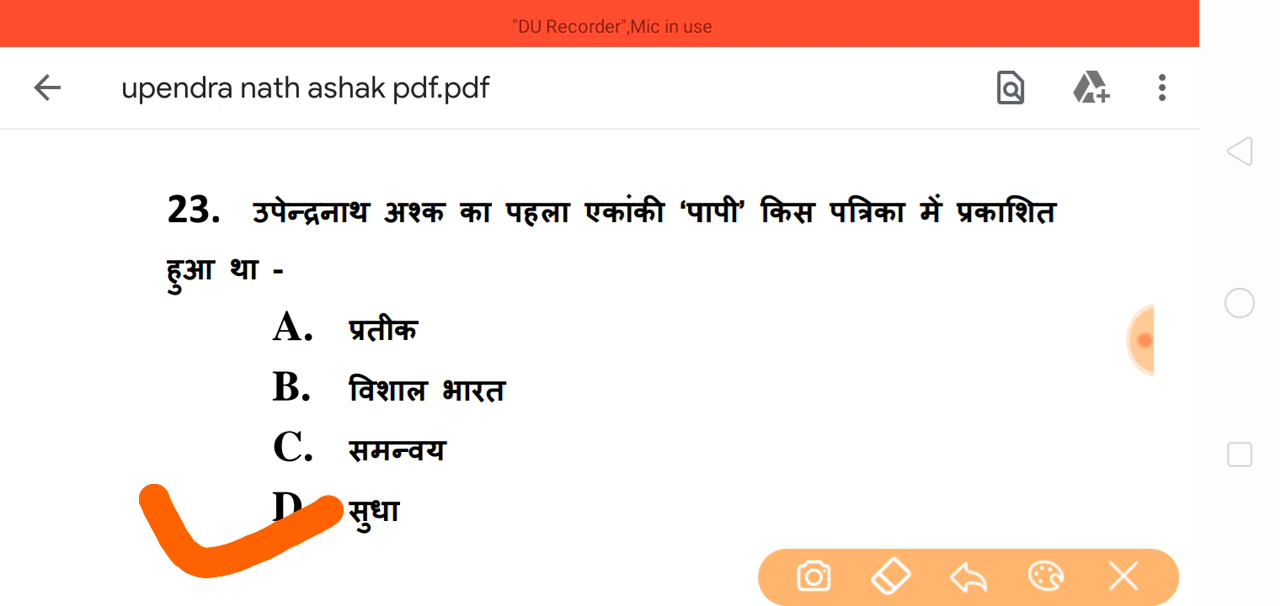 "DU Recorder",Mic in use
upendra nath ashak pdf.pdf
23. उपेन्द्रनाथ अश्क का पहला एकांकी ‘पापी’ किस पत्रिका में प्रकाशित
हुआ था -
A. प्रतीक
B. विशाल भारत
C. समन्वय
D. सुधा